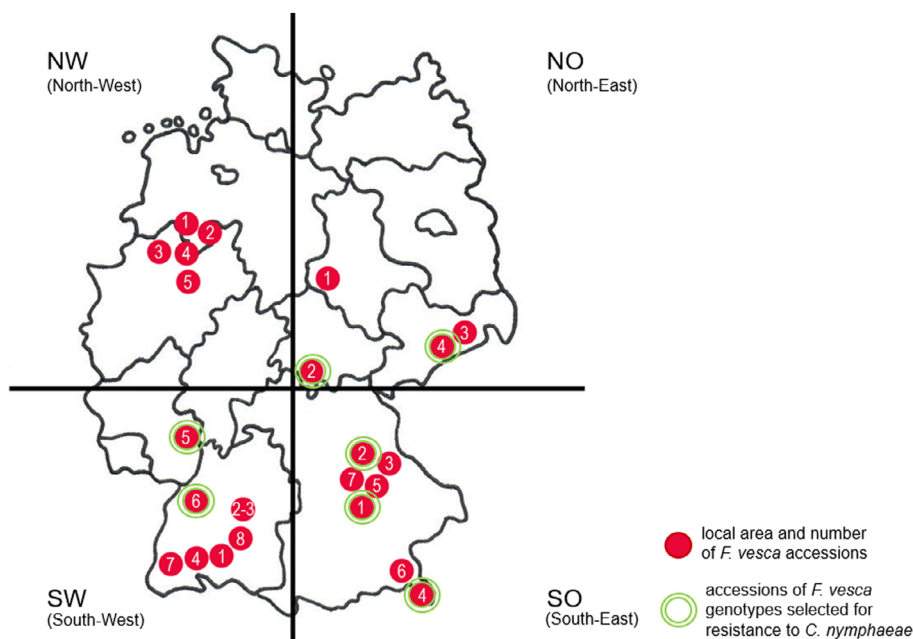 NW
(North-West)
NO
(North-East)
1
2
3
4
5
1
3
4
2
5
2
3
7
5
6
1
2-3
8
1
4
7
6
4
SW
(South-West)
SO
(South-East)
local area and number
of F. vesca accessions
accessions of F. vesca
genotypes selected for
resistance to C. nymphaeae